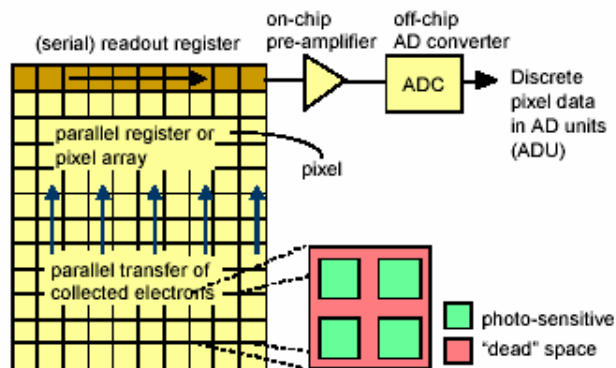 (serial) readout register
on-chip
pre-amplifier
off-chip
AD converter
ADC
Discrete
pixel data
in AD units
(ADU)
parallel register or
pixel array
pixel
parallel transfer of
collected electrons
photo-sensitive
"dead" space